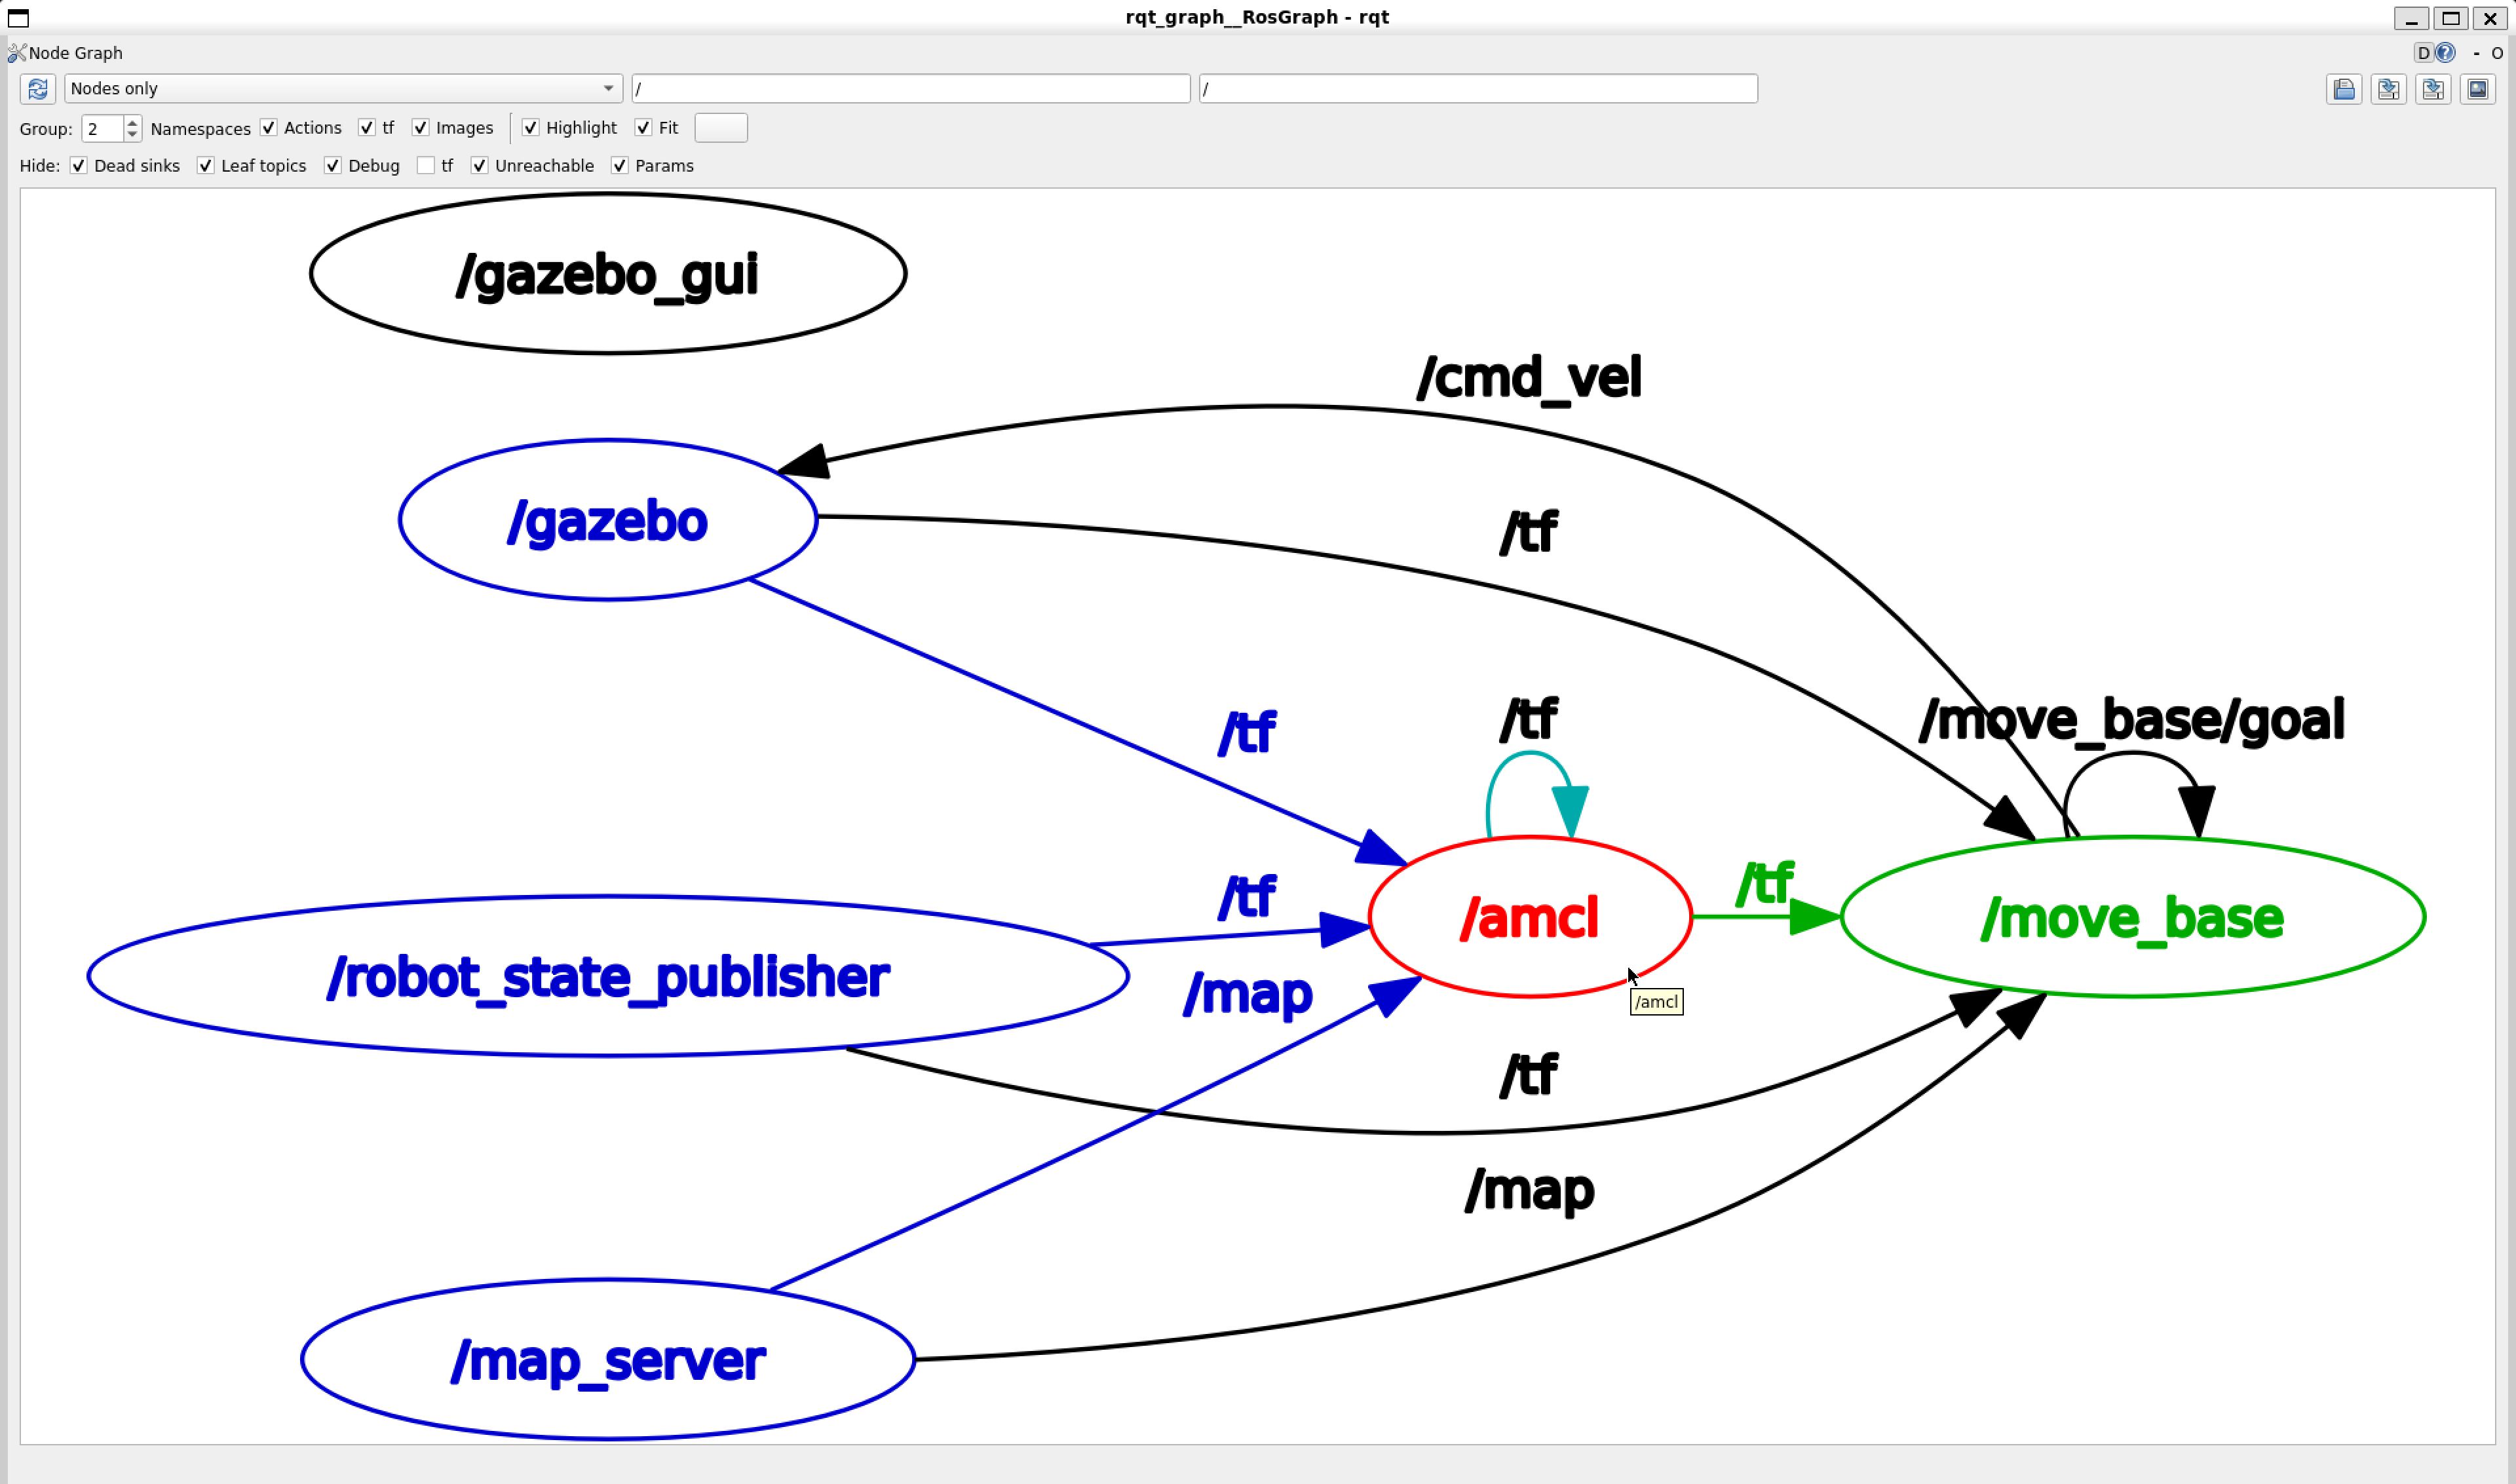 rqt_graph__RosGraph - rqt
Node Graph
D ? - O
Nodes only / /
Group: 2 Namespaces Actions tf Images Highlight Fit
Hide: Dead sinks Leaf topics Debug tf Unreachable Params
/gazebo_gui
/cmd_vel
/gazebo
/tf
/tf
/tf
/move_base/goal
/tf
/tf
/amcl
/move_base
/robot_state_publisher
/map
/amcl
/tf
/map
/map_server